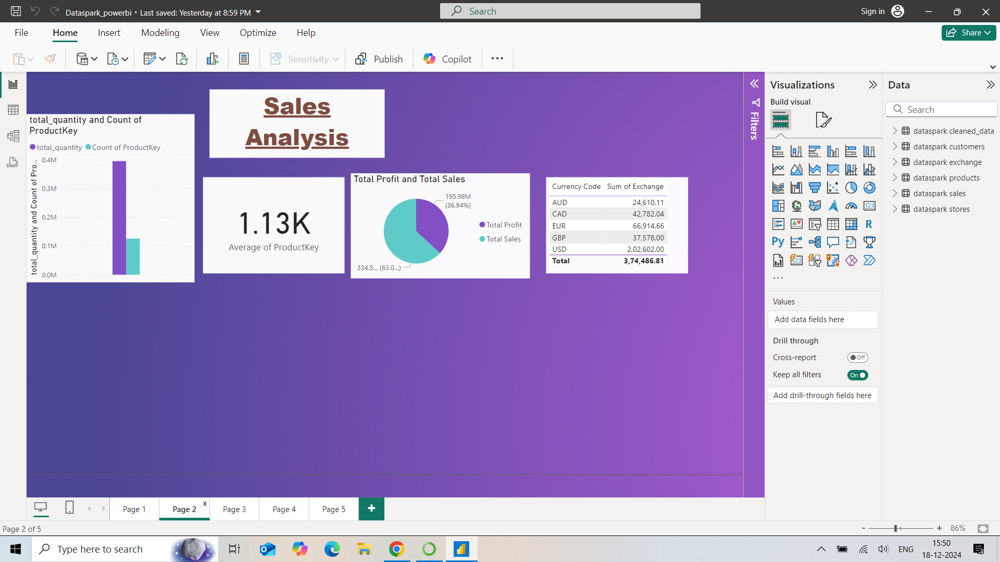 Dataspark_powerbi • Last saved: Yesterday at 8:59 PM
Search
Sign in
File
Home
Insert
Modeling
View
Optimize
Help
Share
Sensitivity
Publish
Copilot
...
DAX
Sales
Analysis
total_quantity and Count of
ProductKey
total_quantity
Count of ProductKey
total_quantity and Count of Pro...
0.4M
0.3M
0.2M
0.1M
0.0M
1.13K
Average of ProductKey
Total Profit and Total Sales
195.98M
(36.94%)
334.5... (63.0...)
Total Profit
Total Sales
Currency Code Sum of Exchange
AUD 24,610.11
CAD 42,782.04
EUR 66,914.66
GBP 37,578.00
USD 2,02,602.00
Total 3,74,486.81
Filters
Visualizations
Build visual
123
R
Py
123
...
Values
Add data fields here
Drill through
Cross-report
Off
Keep all filters
On
Add drill-through fields here
Data
Search
dataspark cleaned_data
dataspark customers
dataspark exchange
dataspark products
dataspark sales
dataspark stores
Page 1
Page 2
x
Page 3
Page 4
Page 5
+
Page 2 of 5
- + 86%
Type here to search
ENG
15:50
18-12-2024